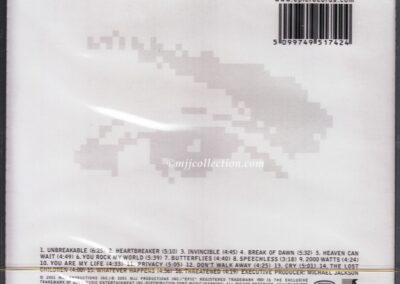 www.epicrecords.com
5 099749 517424
©mjjcollection.com
1. UNBREAKABLE (6:25) 2. HEARTBREAKER (5:10) 3. INVINCIBLE (4:45) 4. BREAK OF DAWN (5:32) 5. HEAVEN CAN
WAIT (4:49) 6. YOU ROCK MY WORLD (5:39) 7. BUTTERFLIES (4:40) 8. SPEECHLESS (3:18) 9. 2000 WATTS (4:24)
10. YOU ARE MY LIFE (4:33) 11. PRIVACY (5:05) 12. DON'T WALK AWAY (4:25) 13. CRY (5:01) 14. THE LOST
CHILDREN (4:00) 15. WHATEVER HAPPENS (4:56) 16. THREATENED (4:19) EXECUTIVE PRODUCER: MICHAEL JACKSON